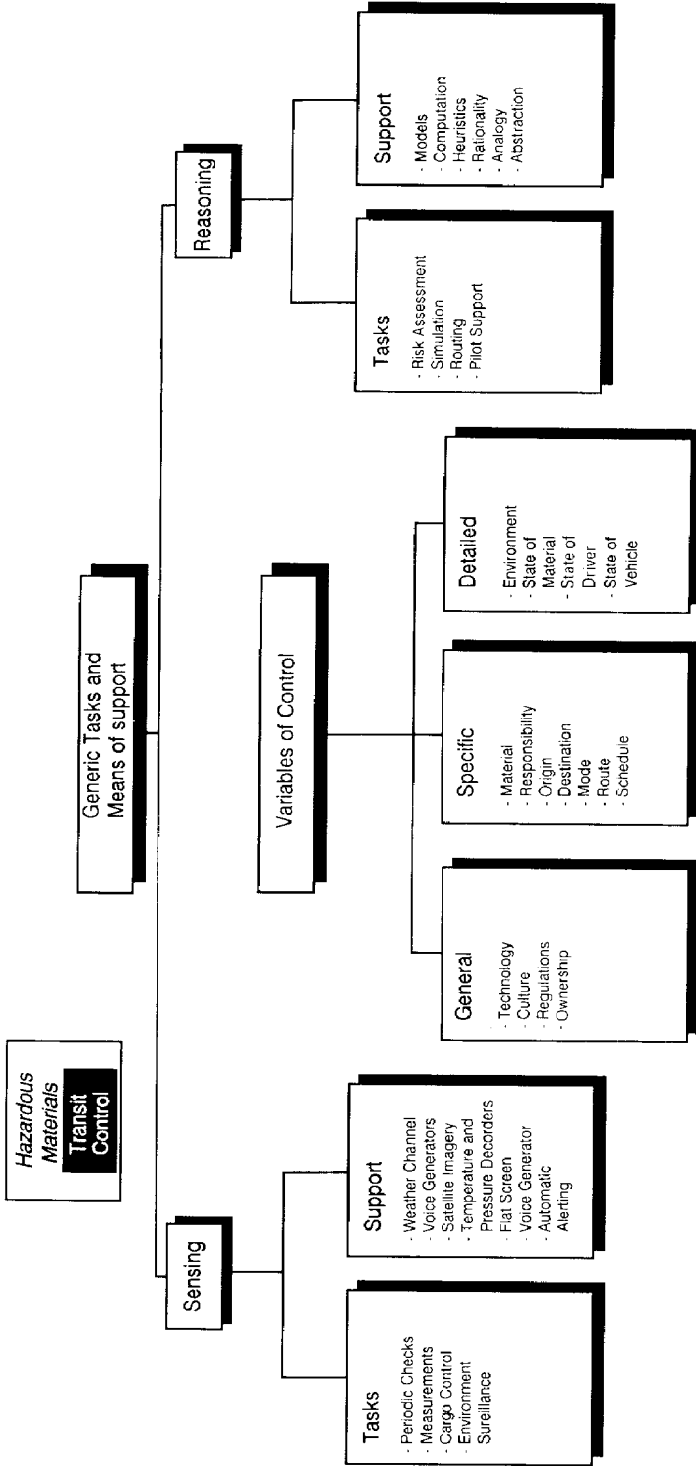 Hazardous
Materials
Transit
Control
Generic Tasks and
Means of support
Sensing
Reasoning
Tasks
- Periodic Checks
- Measurements
- Cargo Control
- Environment
Sureillance
Support
- Weather Channel
- Voice Generators
- Satellite Imagery
- Temperature and
Pressure Decorders
- Flat Screen
- Voice Generator
- Automatic
Alerting
Variables of Control
General
- Technology
- Culture
- Regulations
- Ownership
Specific
- Material
- Responsibility
- Origin
- Destination
- Mode
- Route
- Schedule
Detailed
- Environment
- State of
Material
- State of
Driver
- State of
Vehicle
Tasks
- Risk Assessment
- Simulation
- Routing
- Pilot Support
Support
- Models
- Computation
- Heuristics
- Rationality
- Analogy
- Abstraction